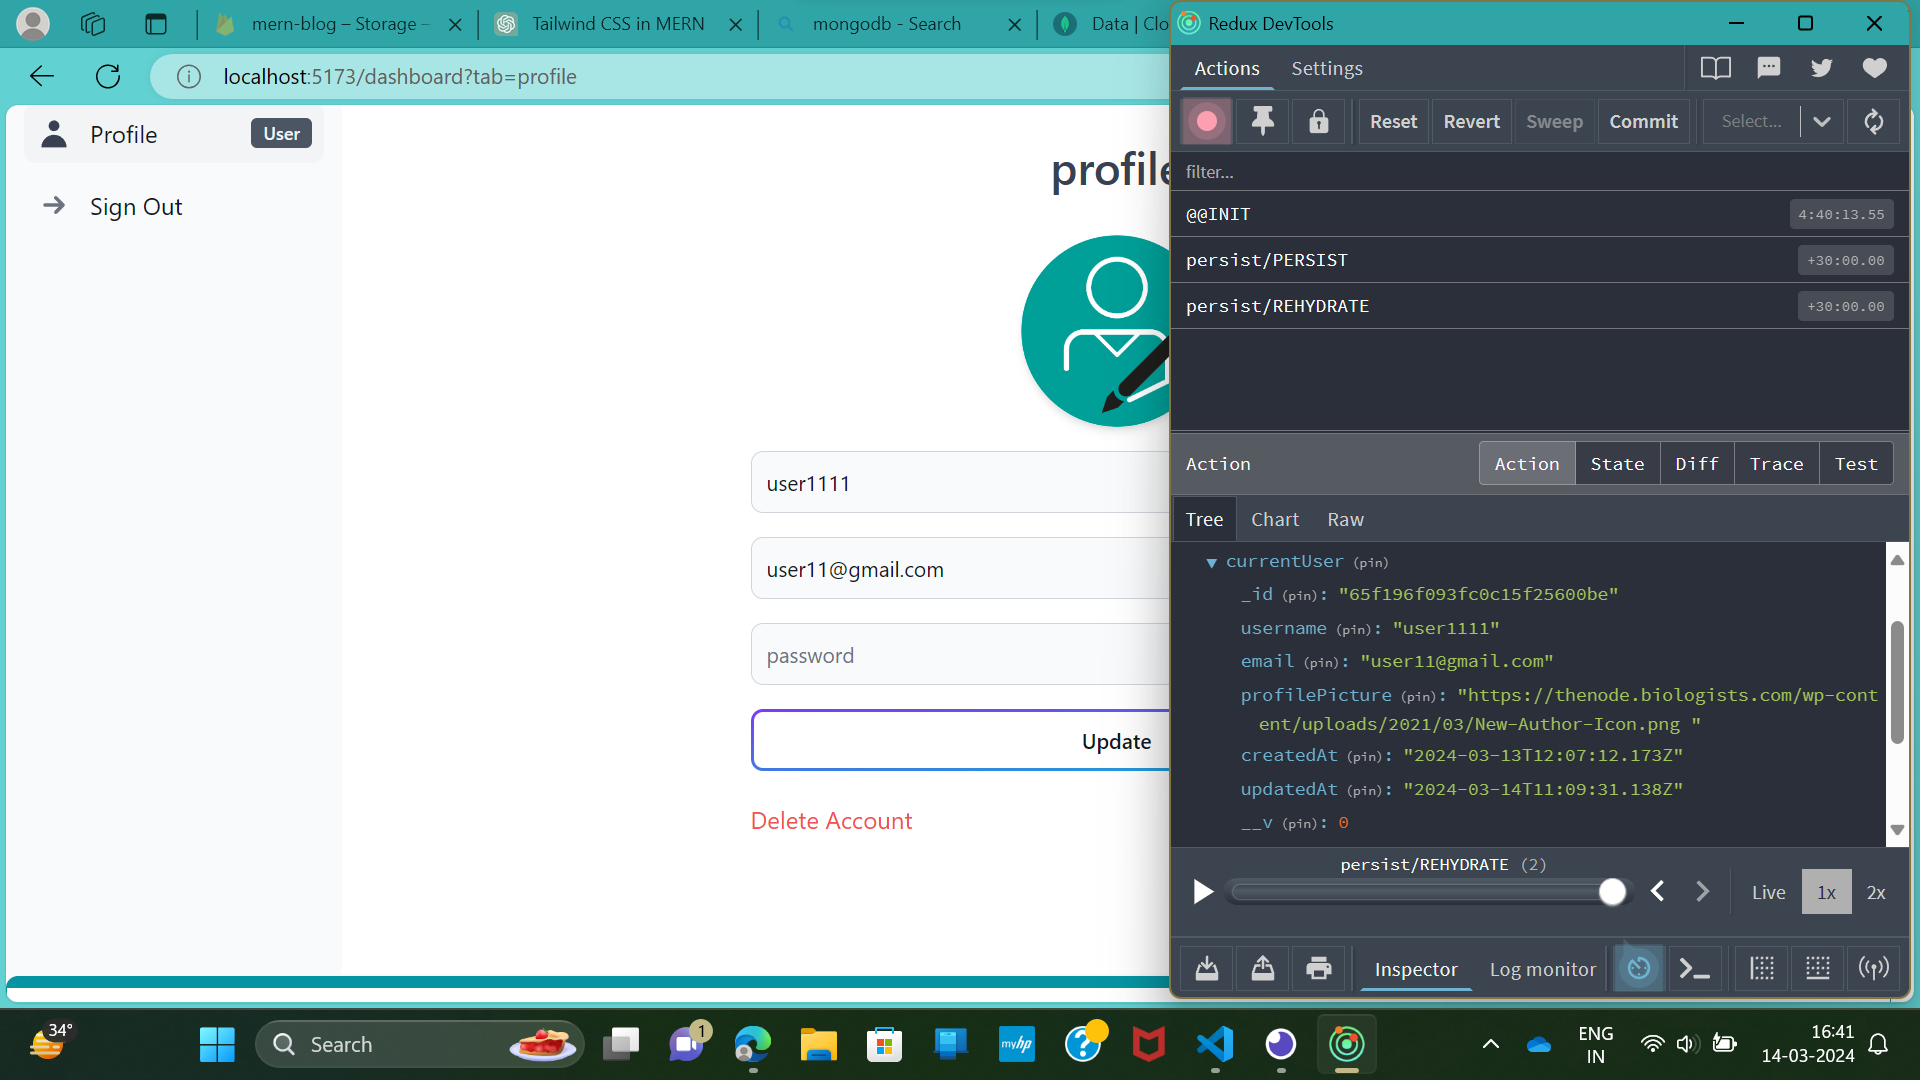 mern-blog – Storage –
Tailwind CSS in MERN
mongodb - Search
Data | Clo
localhost:5173/dashboard?tab=profile
Profile
User
Sign Out
profile
user1111
user11@gmail.com
password
Update
Delete Account
Redux DevTools
Actions
Settings
Reset
Revert
Sweep
Commit
Select...
filter...
@@INIT
4:40:13.55
persist/PERSIST
+30:00.00
persist/REHYDRATE
+30:00.00
Action
Action
State
Diff
Trace
Test
Tree
Chart
Raw
currentUser (pin)
_id (pin): "65f196f093fc0c15f25600be"
username (pin): "user1111"
email (pin): "user11@gmail.com"
profilePicture (pin): "https://thenode.biologists.com/wp-cont
ent/uploads/2021/03/New-Author-Icon.png "
createdAt (pin): "2024-03-13T12:07:12.173Z"
updatedAt (pin): "2024-03-14T11:09:31.138Z"
__v (pin): 0
persist/REHYDRATE (2)
Live
1x
2x
Inspector
Log monitor
34°
Search
1
myhp
ENG
IN
16:41
14-03-2024